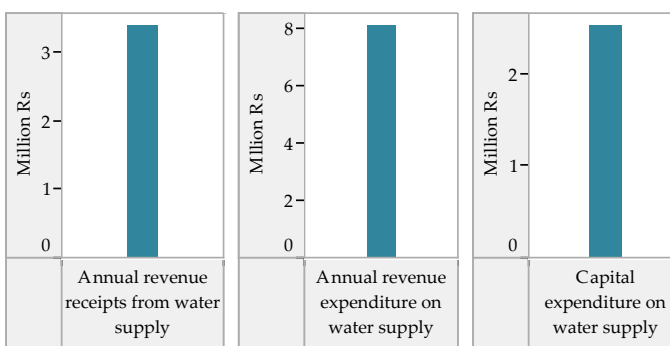 Million Rs
3
2
1
0
Annual revenue
receipts from water
supply
Mllion Rs
8
6
4
2
0
Annual revenue
expenditure on
water supply
Million Rs
2
1
0
Capital
expenditure on
water supply